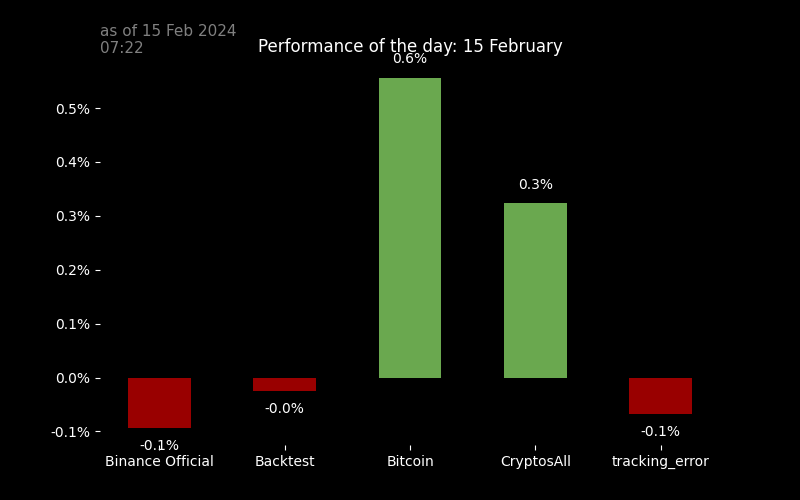 as of 15 Feb 2024
07:22
Performance of the day: 15 February
0.6%
0.5%
0.4%
0.3%
0.3%
0.2%
0.1%
0.0%
-0.0%
-0.1%
-0.1%
-0.1%
Binance Official
Backtest
Bitcoin
CryptosAll
tracking_error